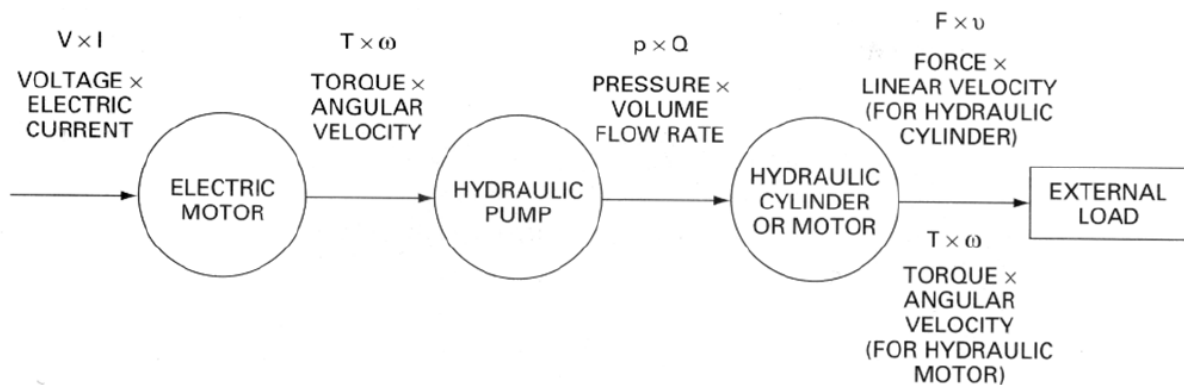 V × I
VOLTAGE ×
ELECTRIC
CURRENT
T × ω
TORQUE ×
ANGULAR
VELOCITY
p × Q
PRESSURE ×
VOLUME
FLOW RATE
F × υ
FORCE ×
LINEAR VELOCITY
(FOR HYDRAULIC
CYLINDER)
ELECTRIC
MOTOR
HYDRAULIC
PUMP
HYDRAULIC
CYLINDER
OR MOTOR
EXTERNAL
LOAD
T × ω
TORQUE ×
ANGULAR
VELOCITY
(FOR HYDRAULIC
MOTOR)